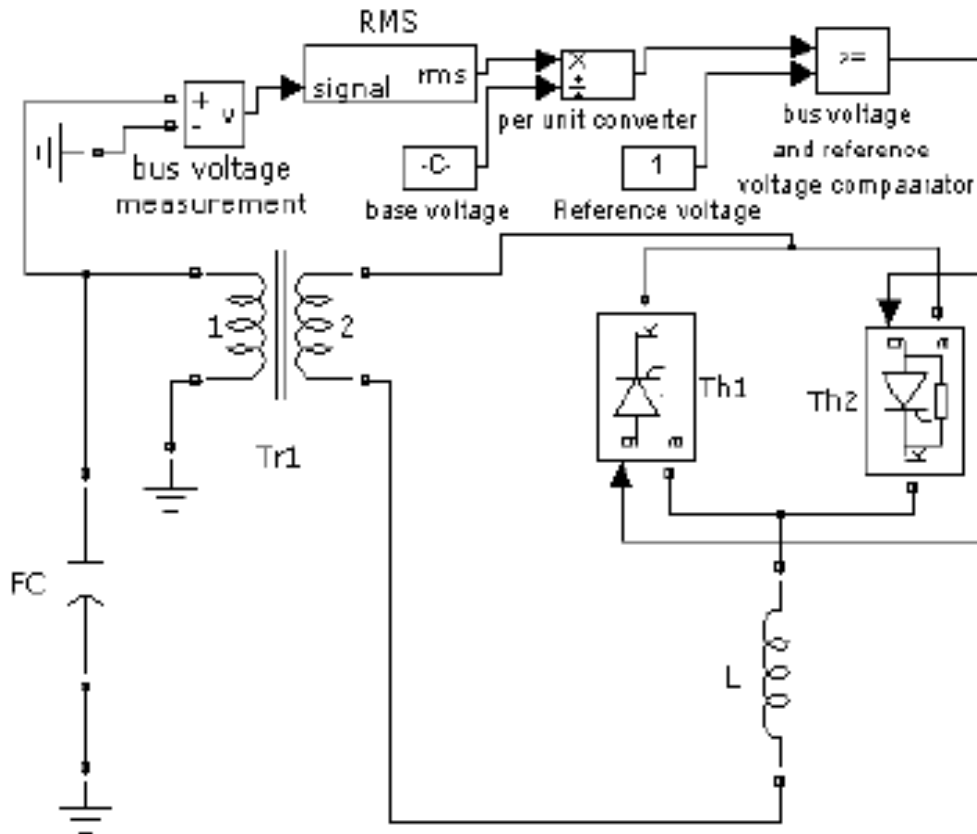 RMS
signal
rms
+
-
v
bus voltage
measurement
×
÷
per unit converter
-C-
base voltage
1
Reference voltage
>=
bus voltage
and reference
voltage compaarator
1
2
Tr1
Th1
g
a
k
Th2
g
a
k
FC
L